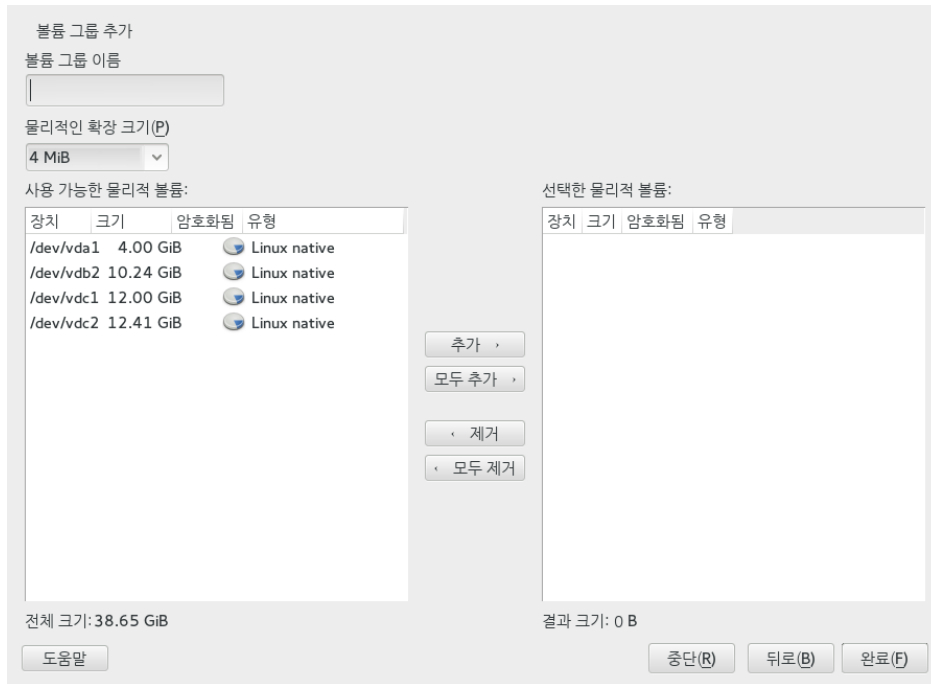 볼륨 그룹 추가
볼륨 그룹 이름
물리적인 확장 크기(P)
4 MiB
사용 가능한 물리적 볼륨:
장치 크기 암호화됨 유형
/dev/vda1 4.00 GiB Linux native
/dev/vdb2 10.24 GiB Linux native
/dev/vdc1 12.00 GiB Linux native
/dev/vdc2 12.41 GiB Linux native
전체 크기:38.65 GiB
추가 ›
모두 추가 ›
‹ 제거
‹ 모두 제거
선택한 물리적 볼륨:
장치 크기 암호화됨 유형
결과 크기: 0 B
도움말
중단(R)
뒤로(B)
완료(F)